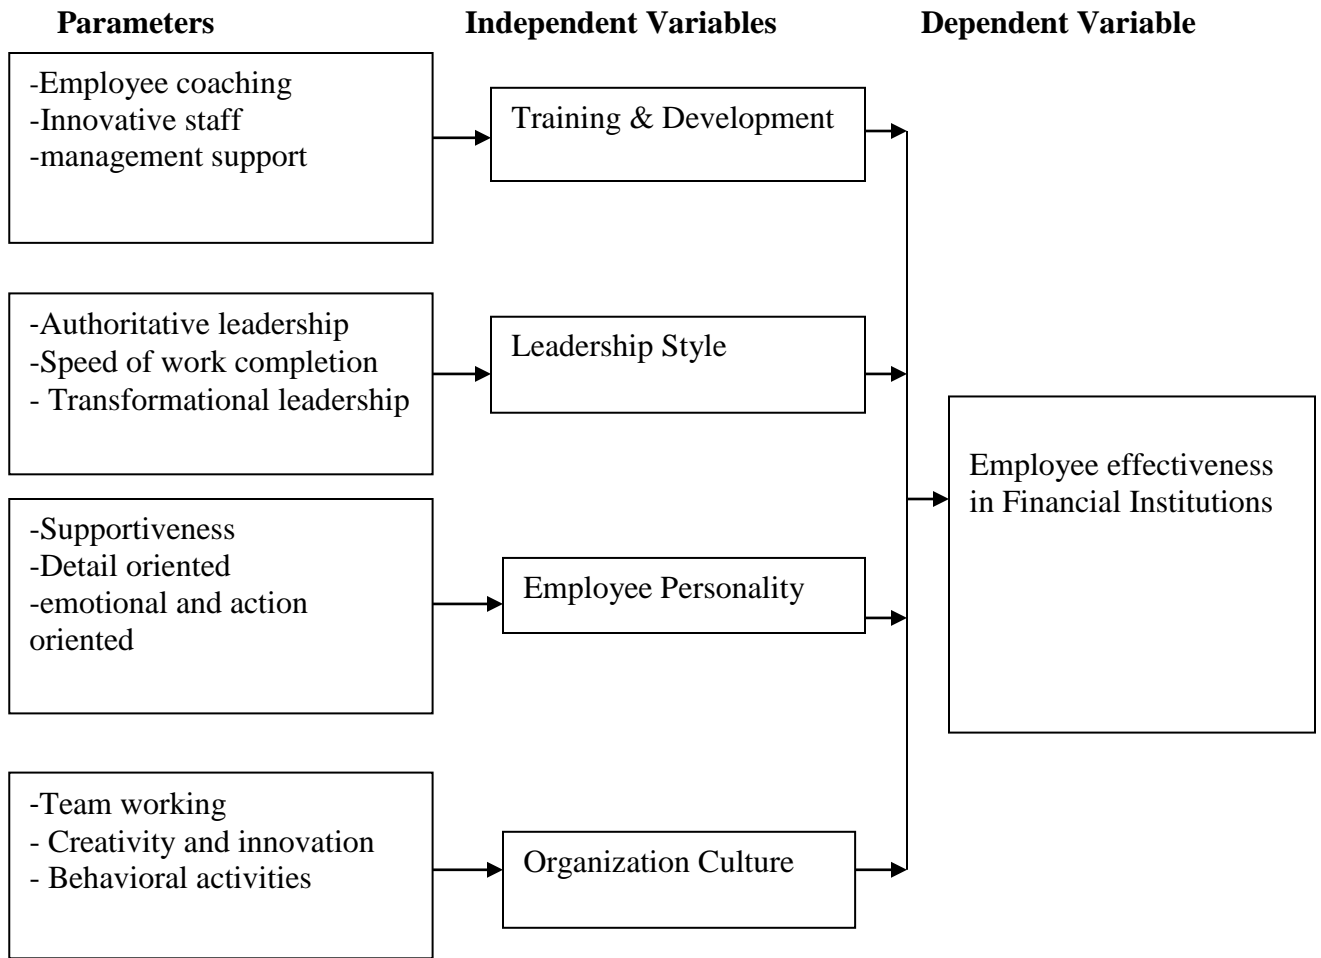 Parameters
Independent Variables
Dependent Variable
-Employee coaching
-Innovative staff
-management support
Training & Development
-Authoritative leadership
-Speed of work completion
- Transformational leadership
Leadership Style
-Supportiveness
-Detail oriented
-emotional and action
oriented
Employee Personality
-Team working
- Creativity and innovation
- Behavioral activities
Organization Culture
Employee effectiveness
in Financial Institutions